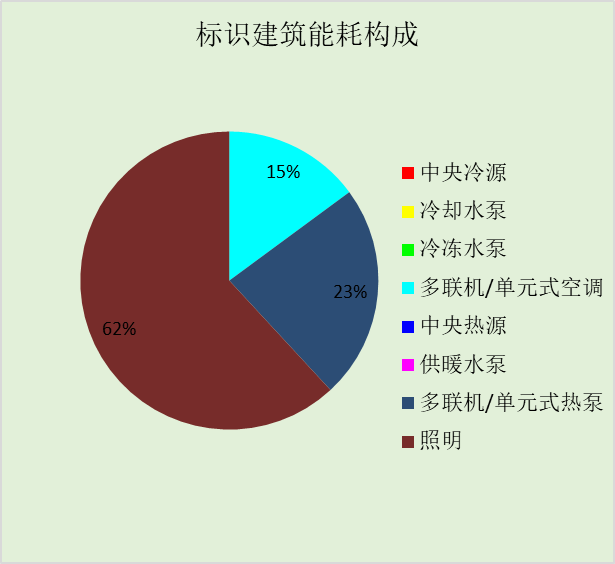 标识建筑能耗构成
15%
23%
62%
中央冷源
冷却水泵
冷冻水泵
多联机/单元式空调
中央热源
供暖水泵
多联机/单元式热泵
照明